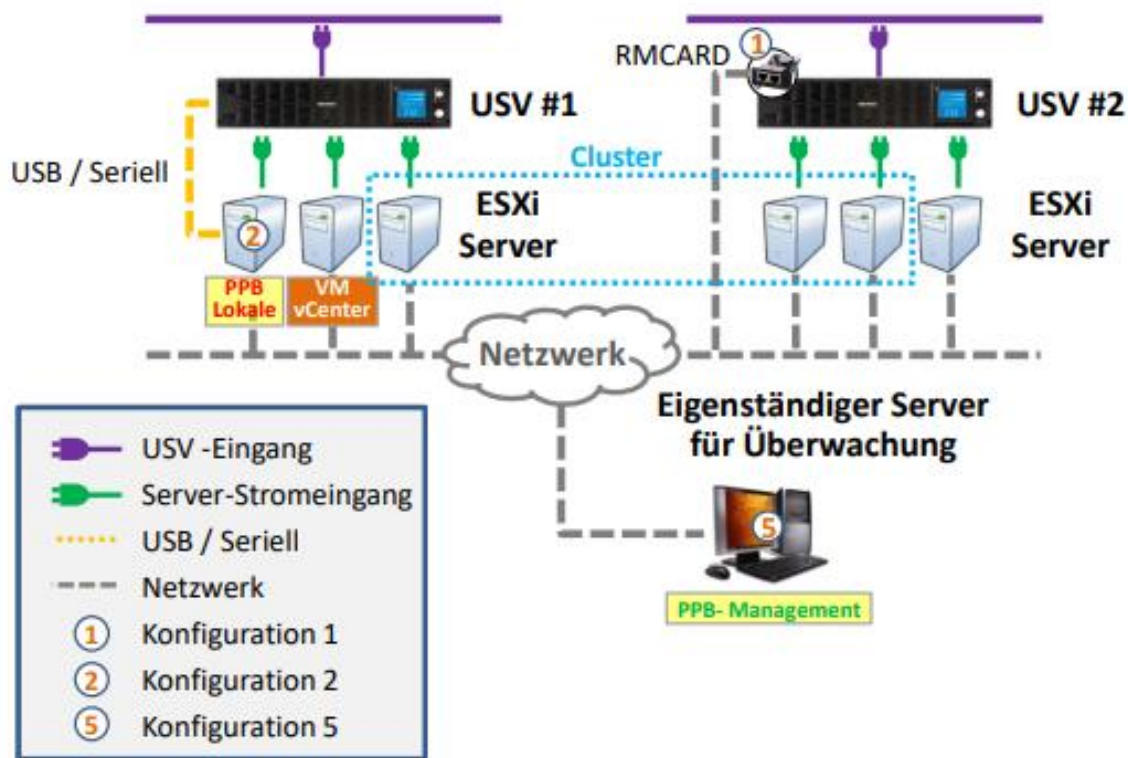 RMCARD
1
USV #1
USV #2
USB / Seriell
Cluster
2
ESXi
Server
ESXi
Server
PPB
Lokale
VM
vCenter
Netzwerk
Eigenständiger Server
für Überwachung
5
PPB- Management
USV -Eingang
Server-Stromeingang
USB / Seriell
Netzwerk
1 Konfiguration 1
2 Konfiguration 2
5 Konfiguration 5